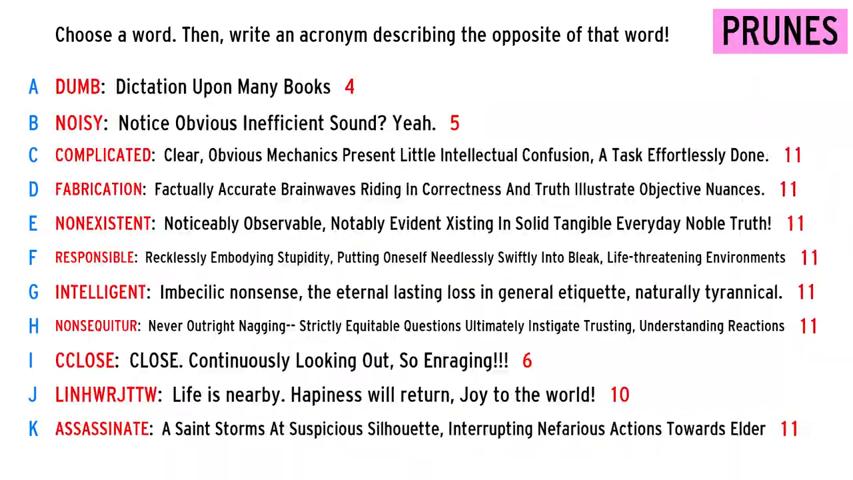 Choose a word. Then, write an acronym describing the opposite of that word!
PRUNES
A DUMB: Dictation Upon Many Books 4
B NOISY: Notice Obvious Inefficient Sound? Yeah. 5
C COMPLICATED: Clear, Obvious Mechanics Present Little Intellectual Confusion, A Task Effortlessly Done. 11
D FABRICATION: Factually Accurate Brainwaves Riding In Correctness And Truth Illustrate Objective Nuances. 11
E NONEXISTENT: Noticeably Observable, Notably Evident Xisting In Solid Tangible Everyday Noble Truth! 11
F RESPONSIBLE: Recklessly Embodying Stupidity, Putting Oneself Needlessly Swiftly Into Bleak, Life-threatening Environments 11
G INTELLIGENT: Imbecilic nonsense, the eternal lasting loss in general etiquette, naturally tyrannical. 11
H NONSEQUITUR: Never Outright Nagging-- Strictly Equitable Questions Ultimately Instigate Trusting, Understanding Reactions 11
I CCLOSE: CLOSE. Continuously Looking Out, So Enraging!!! 6
J LINHWRJTTW: Life is nearby. Hapiness will return, Joy to the world! 10
K ASSASSINATE: A Saint Storms At Suspicious Silhouette, Interrupting Nefarious Actions Towards Elder 11